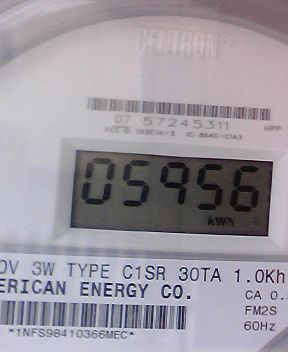 CENTRON®
07 57245311 HPP
05956
kWh
0V 3W TYPE C1SR 30TA 1.0Kh
ERICAN ENERGY CO.
CA 0.
FM2S
60Hz
*1NFS98410366MEC*